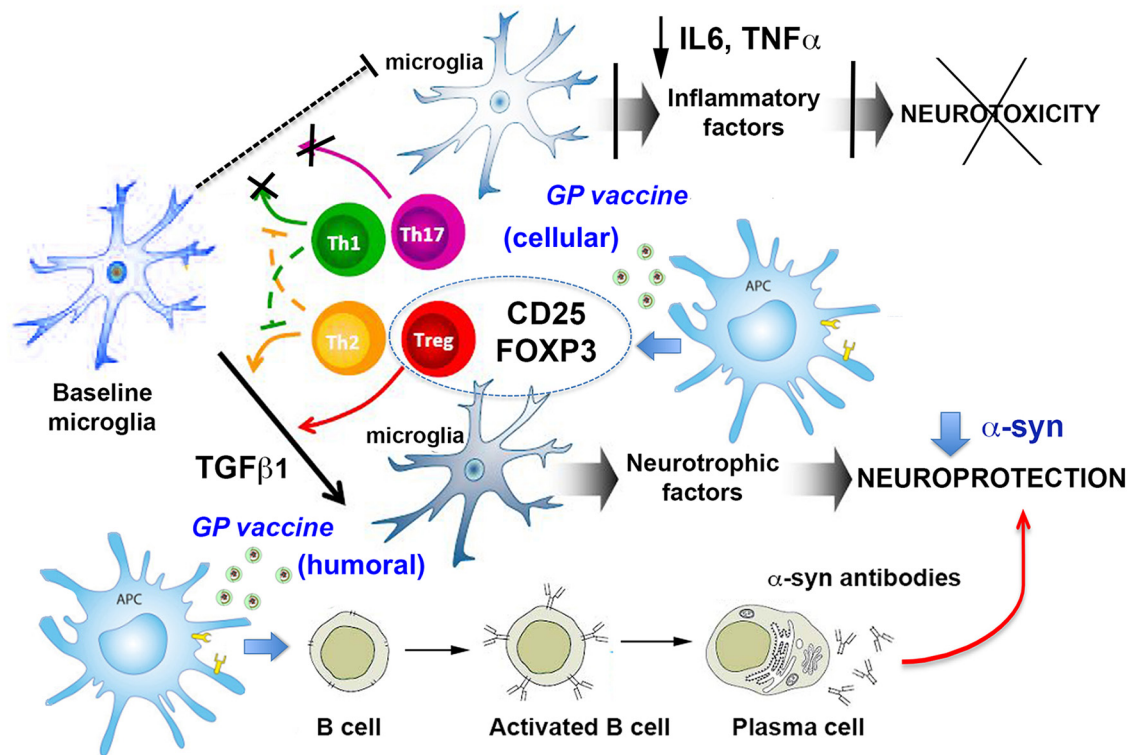 microglia
IL6, TNFα
Inflammatory
factors
NEUROTOXICITY
GP vaccine
(cellular)
Th1
Th17
APC
CD25
FOXP3
Th2
Treg
Baseline
microglia
microglia
α-syn
TGFβ1
Neurotrophic
factors
NEUROPROTECTION
GP vaccine
(humoral)
α-syn antibodies
APC
B cell
Activated B cell
Plasma cell